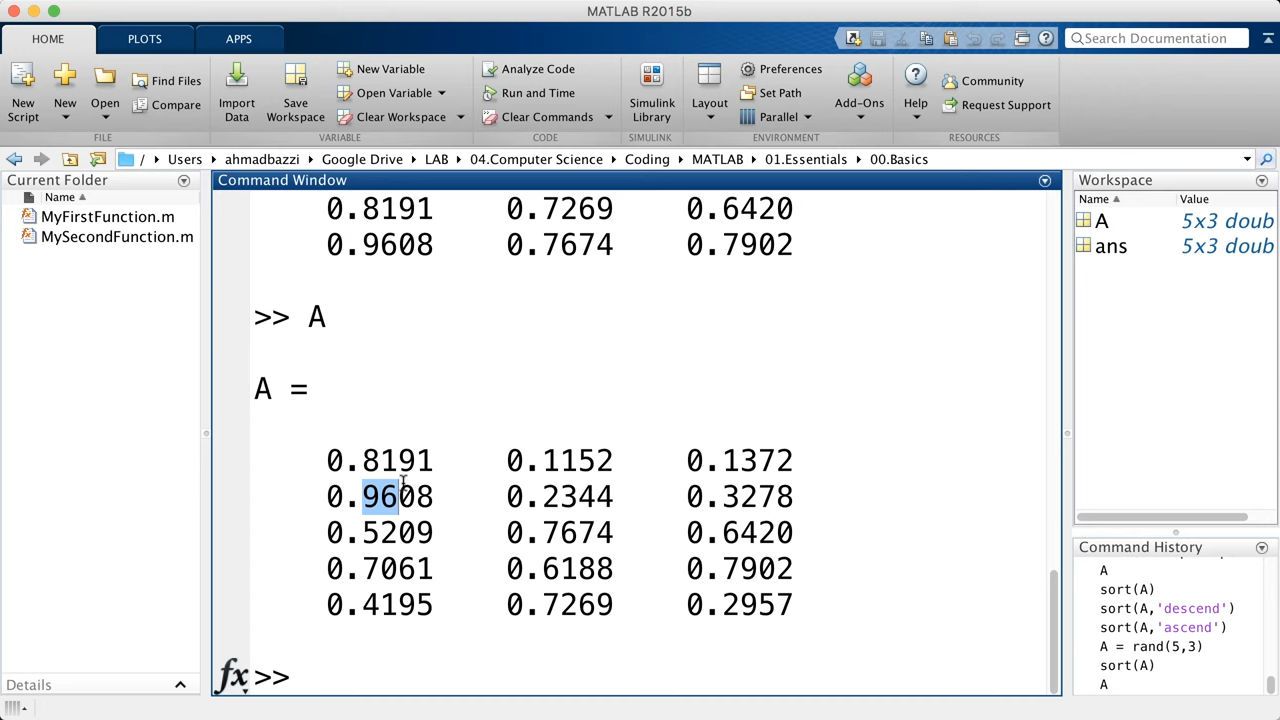 MATLAB R2015b
HOME PLOTS APPS
Search Documentation
New Script
New
Open
Find Files
Compare
Import Data
Save Workspace
New Variable
Open Variable
Clear Workspace
Analyze Code
Run and Time
Clear Commands
Simulink Library
Layout
Preferences
Set Path
Parallel
Add-Ons
Help
Community
Request Support
FILE VARIABLE CODE SIMULINK ENVIRONMENT RESOURCES
/ Users ahmadbazzi Google Drive LAB 04.Computer Science Coding MATLAB 01.Essentials 00.Basics
Current Folder
Name
MyFirstFunction.m
MySecondFunction.m
Details
Command Window
0.8191 0.7269 0.6420
0.9608 0.7674 0.7902
>> A
A =
0.8191 0.1152 0.1372
0.9608 0.2344 0.3278
0.5209 0.7674 0.6420
0.7061 0.6188 0.7902
0.4195 0.7269 0.2957
fx >>
Workspace
Name Value
A 5x3 doub
ans 5x3 doub
Command History
A
sort(A)
sort(A,'descend')
sort(A,'ascend')
A = rand(5,3)
sort(A)
A